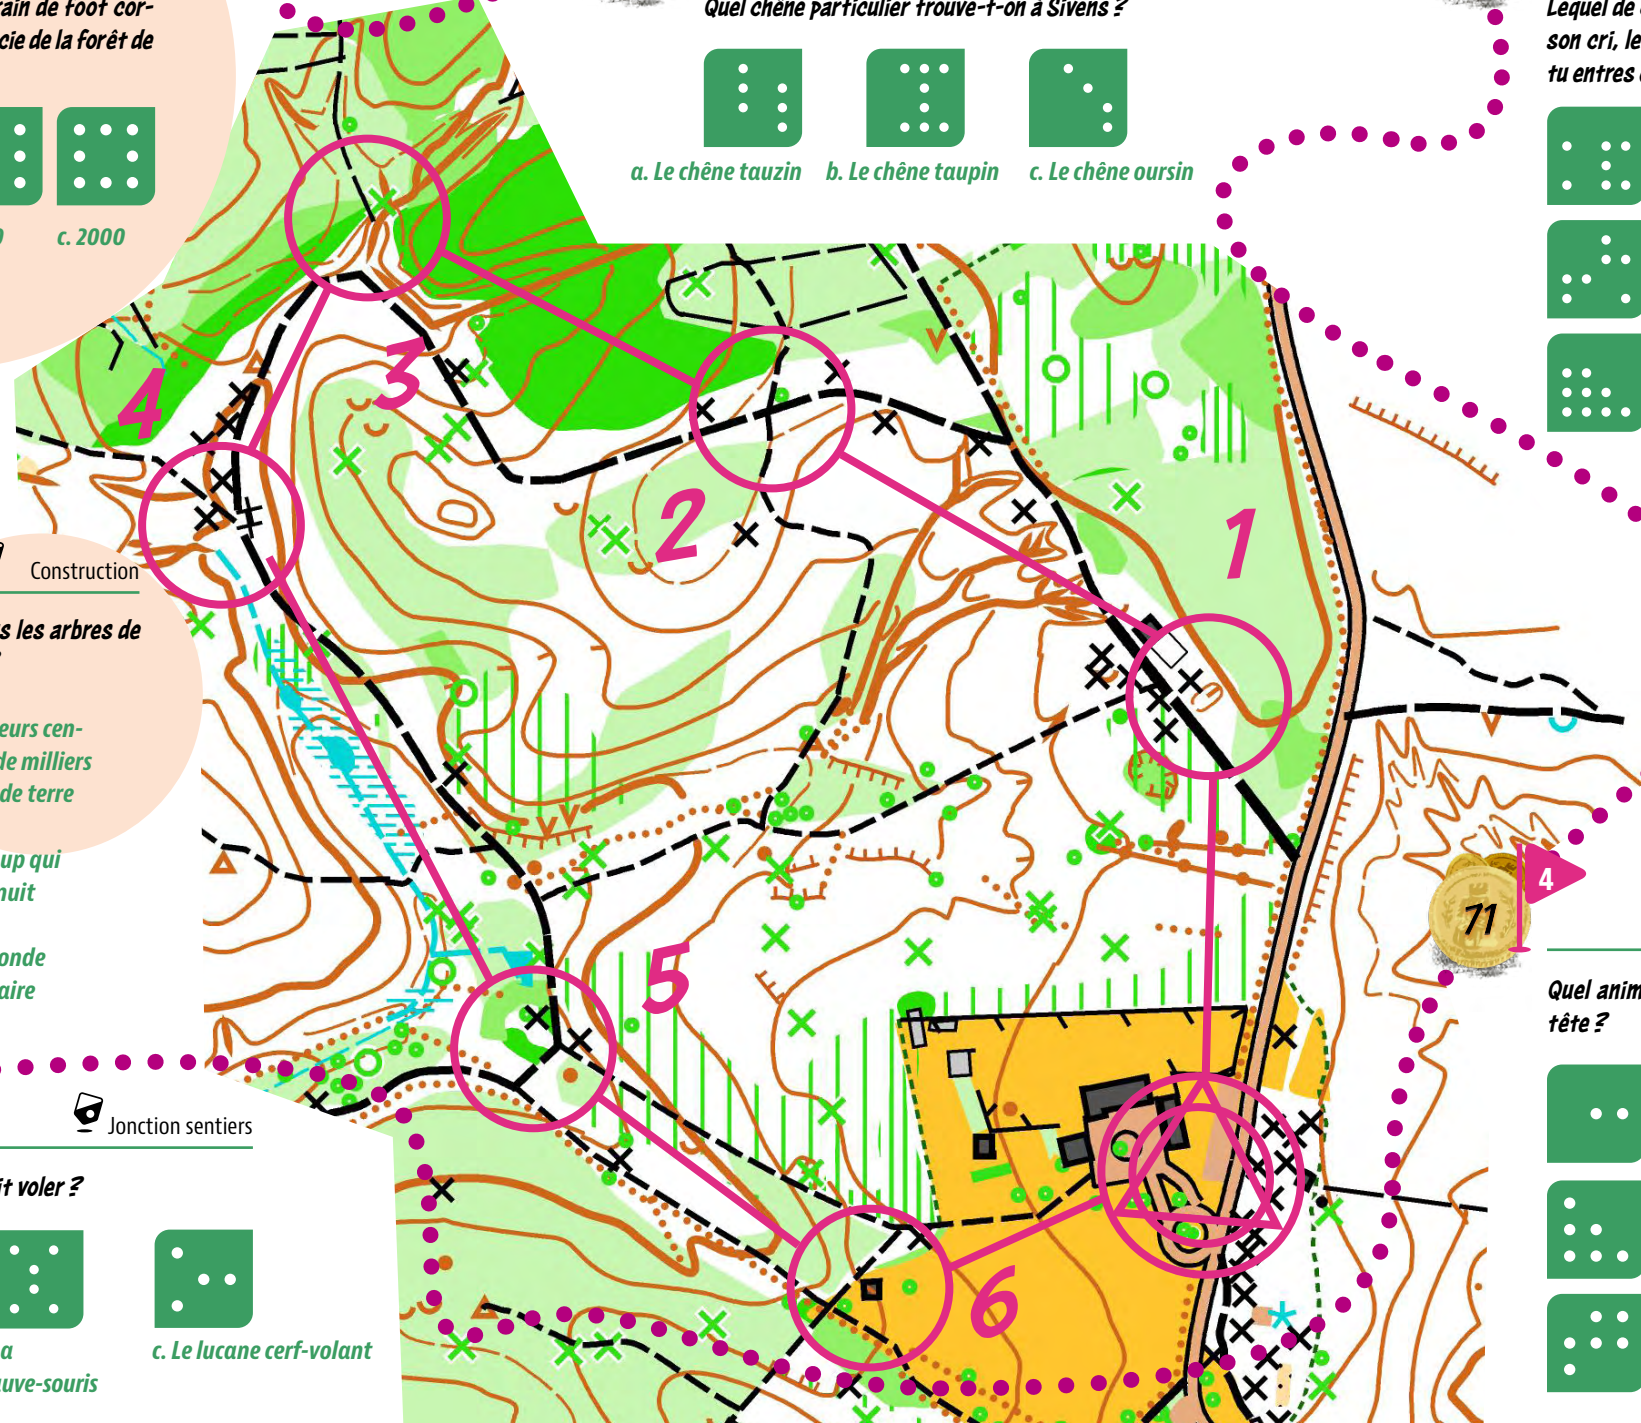 rain de foot cor-
cie de la forêt de
c. 2000
Quel chêne particulier trouve-t-on à Sivens ?
a. Le chêne tauzin
b. Le chêne taupin
c. Le chêne oursin
Lequel de
son cri, le
tu entres
1
2
3
4
5
6
Construction
s les arbres de
eurs cen-
de milliers
de terre
up qui
nuit
onde
aire
71
4
Quel anim
tête ?
Jonction sentiers
it voler ?
a
uve-souris
c. Le lucane cerf-volant